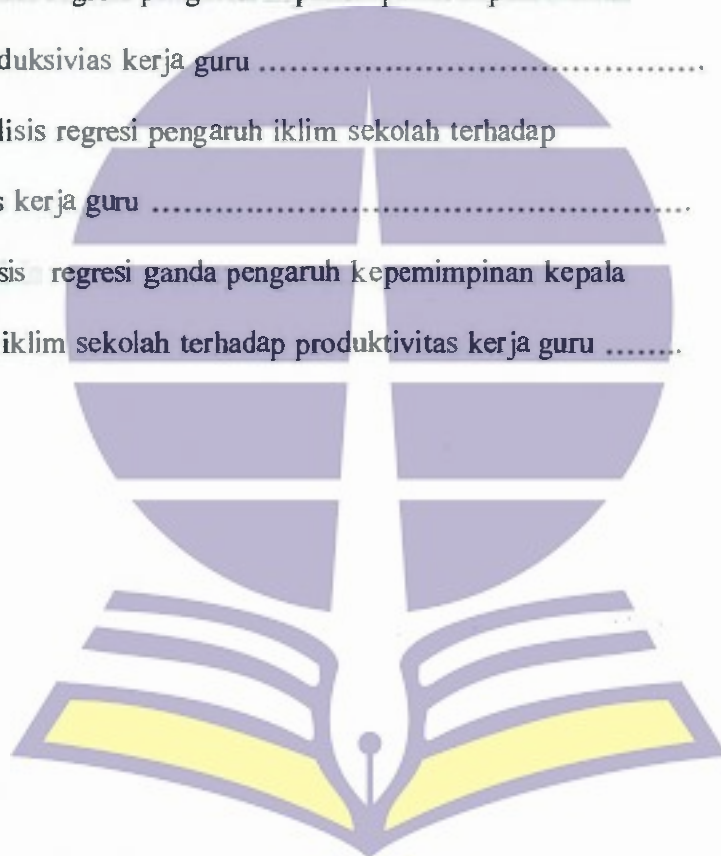 duksivias kerja guru ................................................
lisis regresi pengaruh iklim sekolah terhadap
s kerja guru ..........................................................
sis regresi ganda pengaruh kepemimpinan kepala
iklim sekolah terhadap produktivitas kerja guru ........